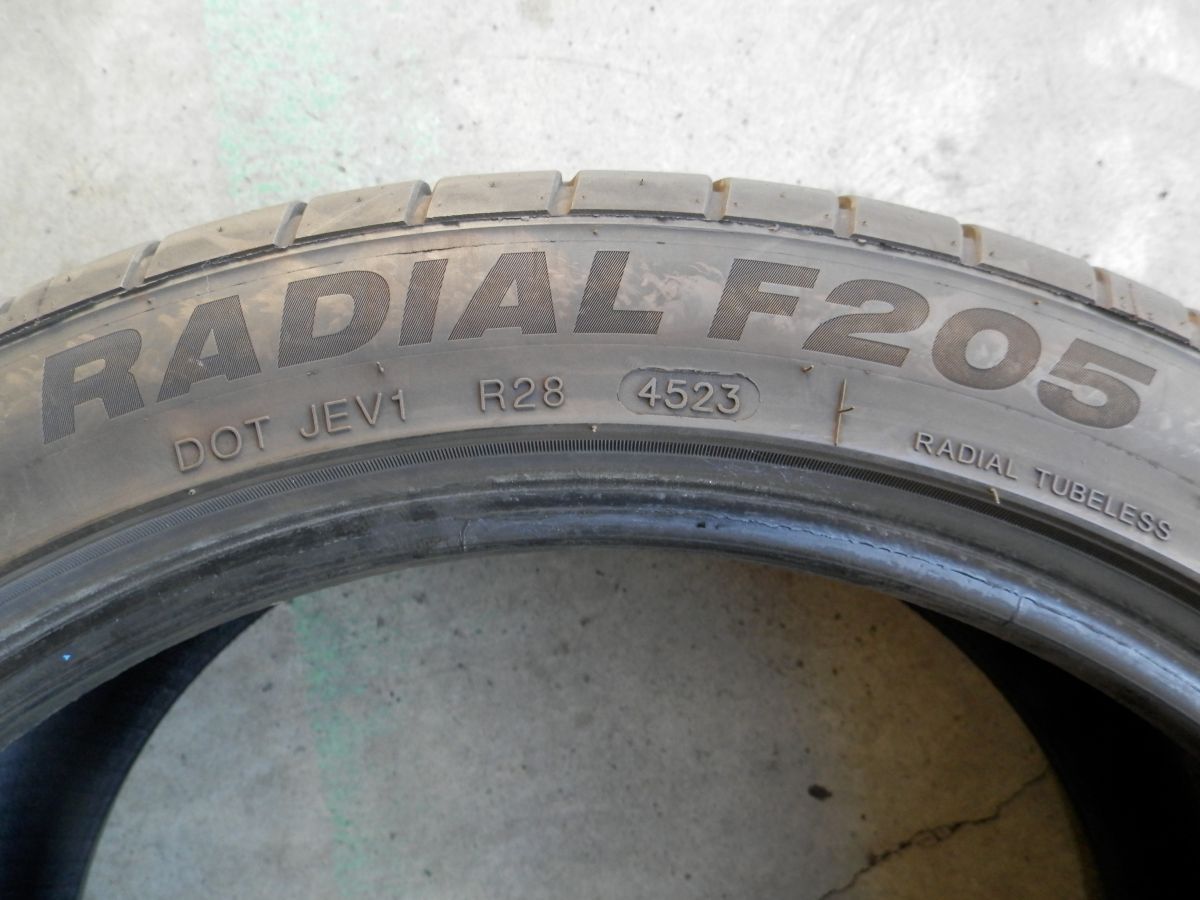 RADIAL F205
DOT JEV1 R28 4523
RADIAL TUBELESS